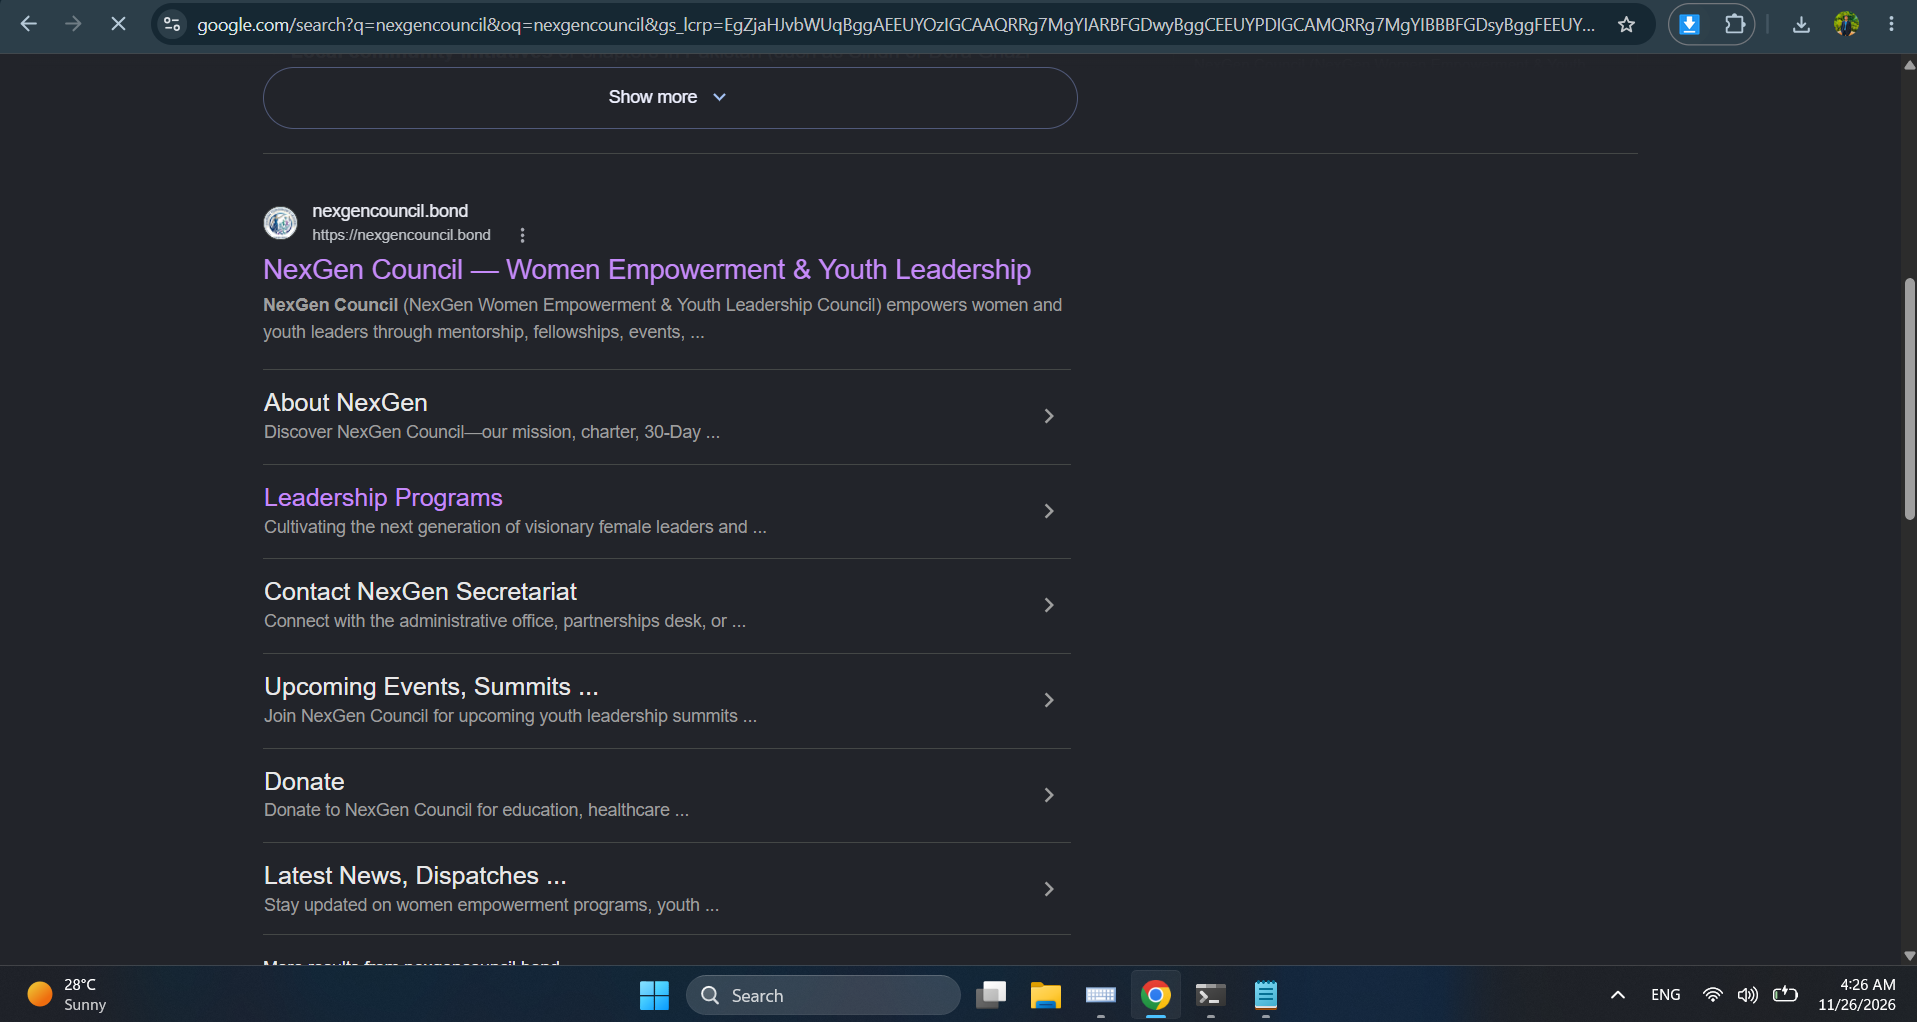 google.com/search?q=nexgencouncil&oq=nexgencouncil&gs_lcrp=EgZjaHJvbWUqBggAEEUYOzIGCAAQRRg7MgYIARBFGDwyBggCEEUYPDIGCAMQRRg7MgYIBBBFGDsyBggFEEUY...
Show more
nexgencouncil.bond
https://nexgencouncil.bond
NexGen Council — Women Empowerment & Youth Leadership
NexGen Council (NexGen Women Empowerment & Youth Leadership Council) empowers women and
youth leaders through mentorship, fellowships, events, ...
About NexGen
Discover NexGen Council—our mission, charter, 30-Day ...
Leadership Programs
Cultivating the next generation of visionary female leaders and ...
Contact NexGen Secretariat
Connect with the administrative office, partnerships desk, or ...
Upcoming Events, Summits ...
Join NexGen Council for upcoming youth leadership summits ...
Donate
Donate to NexGen Council for education, healthcare ...
Latest News, Dispatches ...
Stay updated on women empowerment programs, youth ...
More results from nexgencouncil.bond
28°C
Sunny
Search
ENG
4:26 AM
11/26/2026